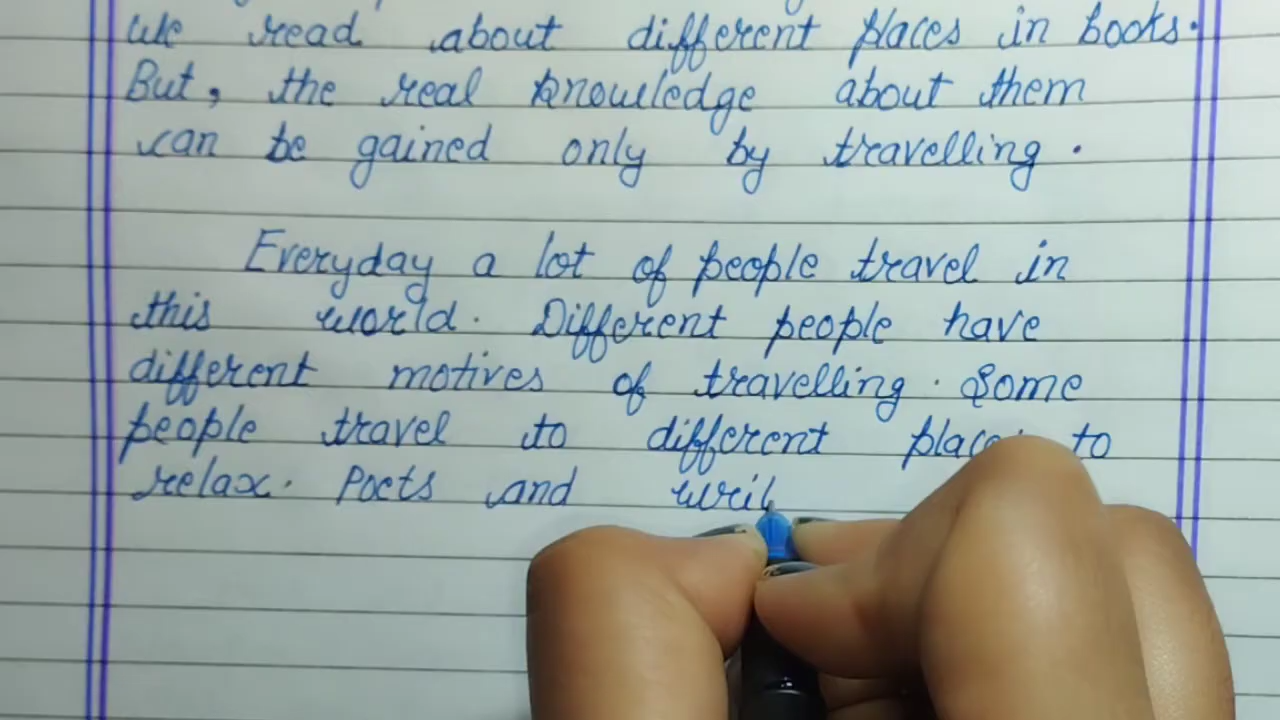 we read about different places in books.
But, the real knowledge about them
can be gained only by travelling.
Everyday a lot of people travel in
this world. Different people have
different motives of travelling. Some
people travel to different places to
relax. Poets and